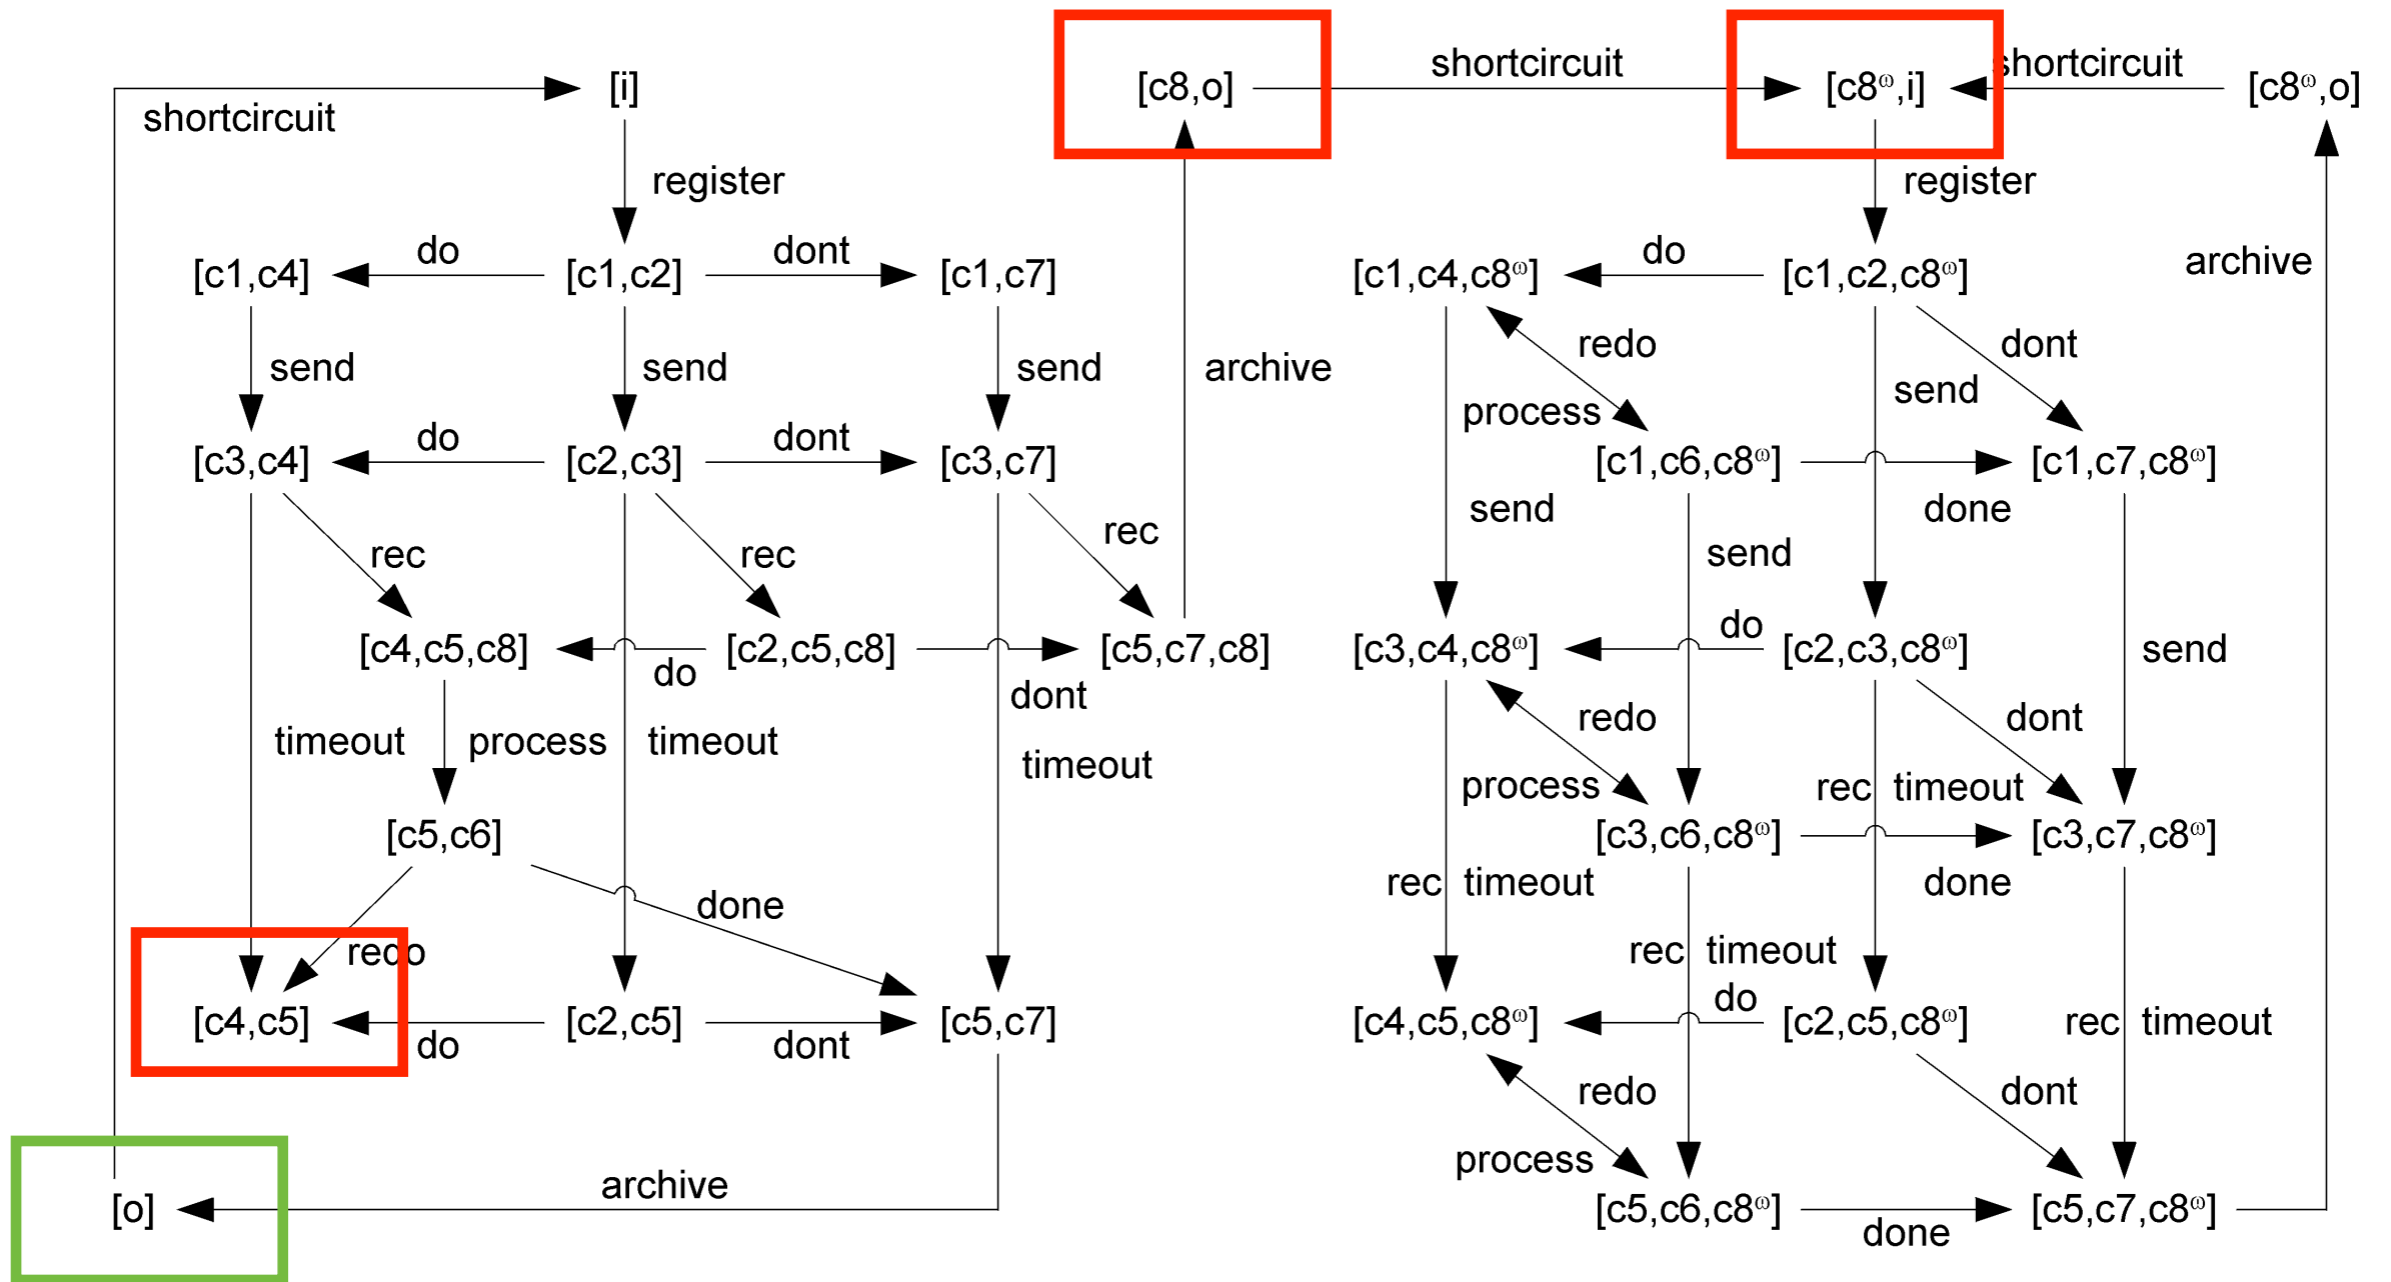 [i]
[c8,o]
shortcircuit
[c8ω,i]
shortcircuit
[c8ω,o]
shortcircuit
register
register
[c1,c4]
do
[c1,c2]
dont
[c1,c7]
[c1,c4,c8ω]
do
[c1,c2,c8ω]
archive
send
send
send
archive
redo
dont
process
send
[c3,c4]
do
[c2,c3]
dont
[c3,c7]
[c1,c6,c8ω]
[c1,c7,c8ω]
send
done
rec
rec
rec
send
[c4,c5,c8]
do
[c2,c5,c8]
dont
[c5,c7,c8]
[c3,c4,c8ω]
do
[c2,c3,c8ω]
send
timeout
process
timeout
timeout
redo
dont
process
rec timeout
[c5,c6]
[c3,c6,c8ω]
[c3,c7,c8ω]
rec timeout
done
done
redo
rec timeout
[c4,c5]
do
[c2,c5]
dont
[c5,c7]
[c4,c5,c8ω]
do
[c2,c5,c8ω]
rec timeout
redo
dont
process
[o]
archive
[c5,c6,c8ω]
done
[c5,c7,c8ω]